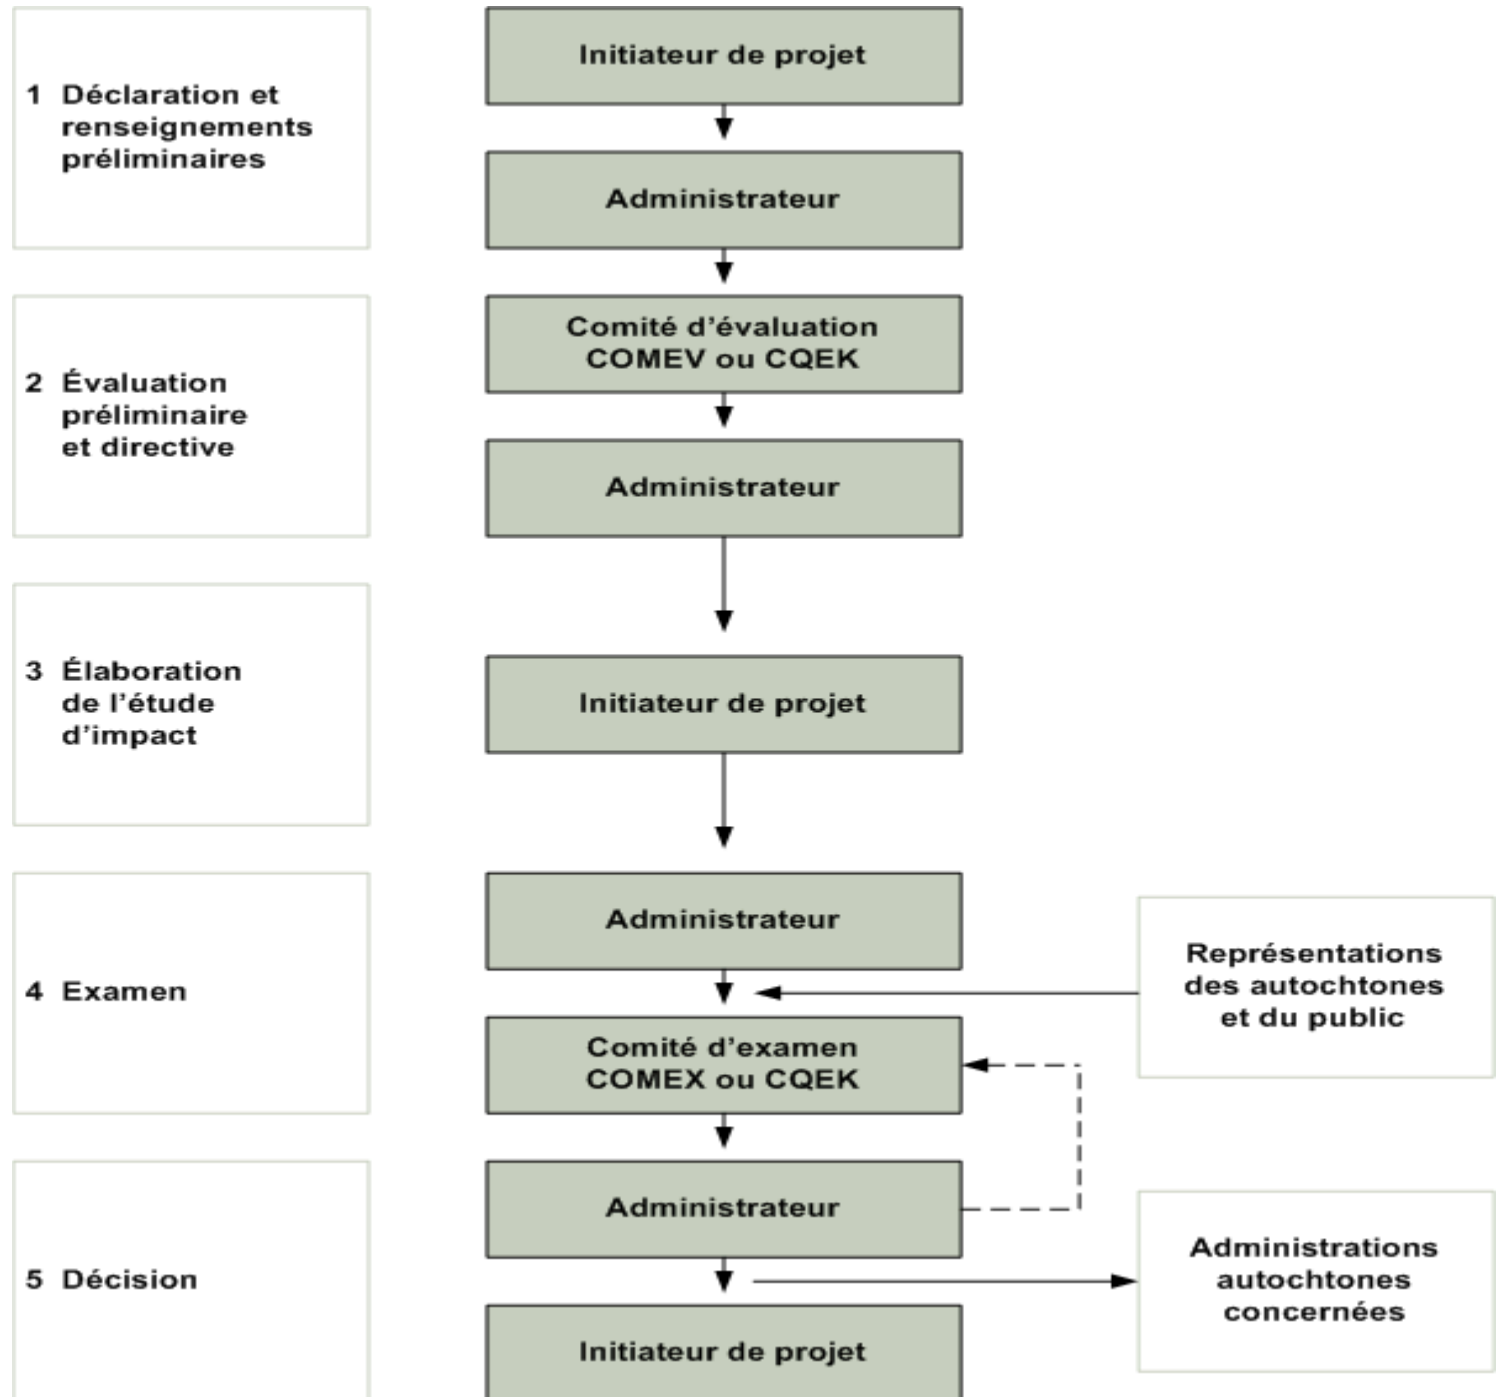 Initiateur de projet
1 Déclaration et
renseignements
préliminaires
Administrateur
Comité d'évaluation
COMEV ou CQEK
2 Évaluation
préliminaire
et directive
Administrateur
3 Élaboration
de l'étude
d'impact
Initiateur de projet
Administrateur
Représentations
des autochtones
et du public
4 Examen
Comité d'examen
COMEX ou CQEK
Administrateur
Administrations
autochtones
concernées
5 Décision
Initiateur de projet